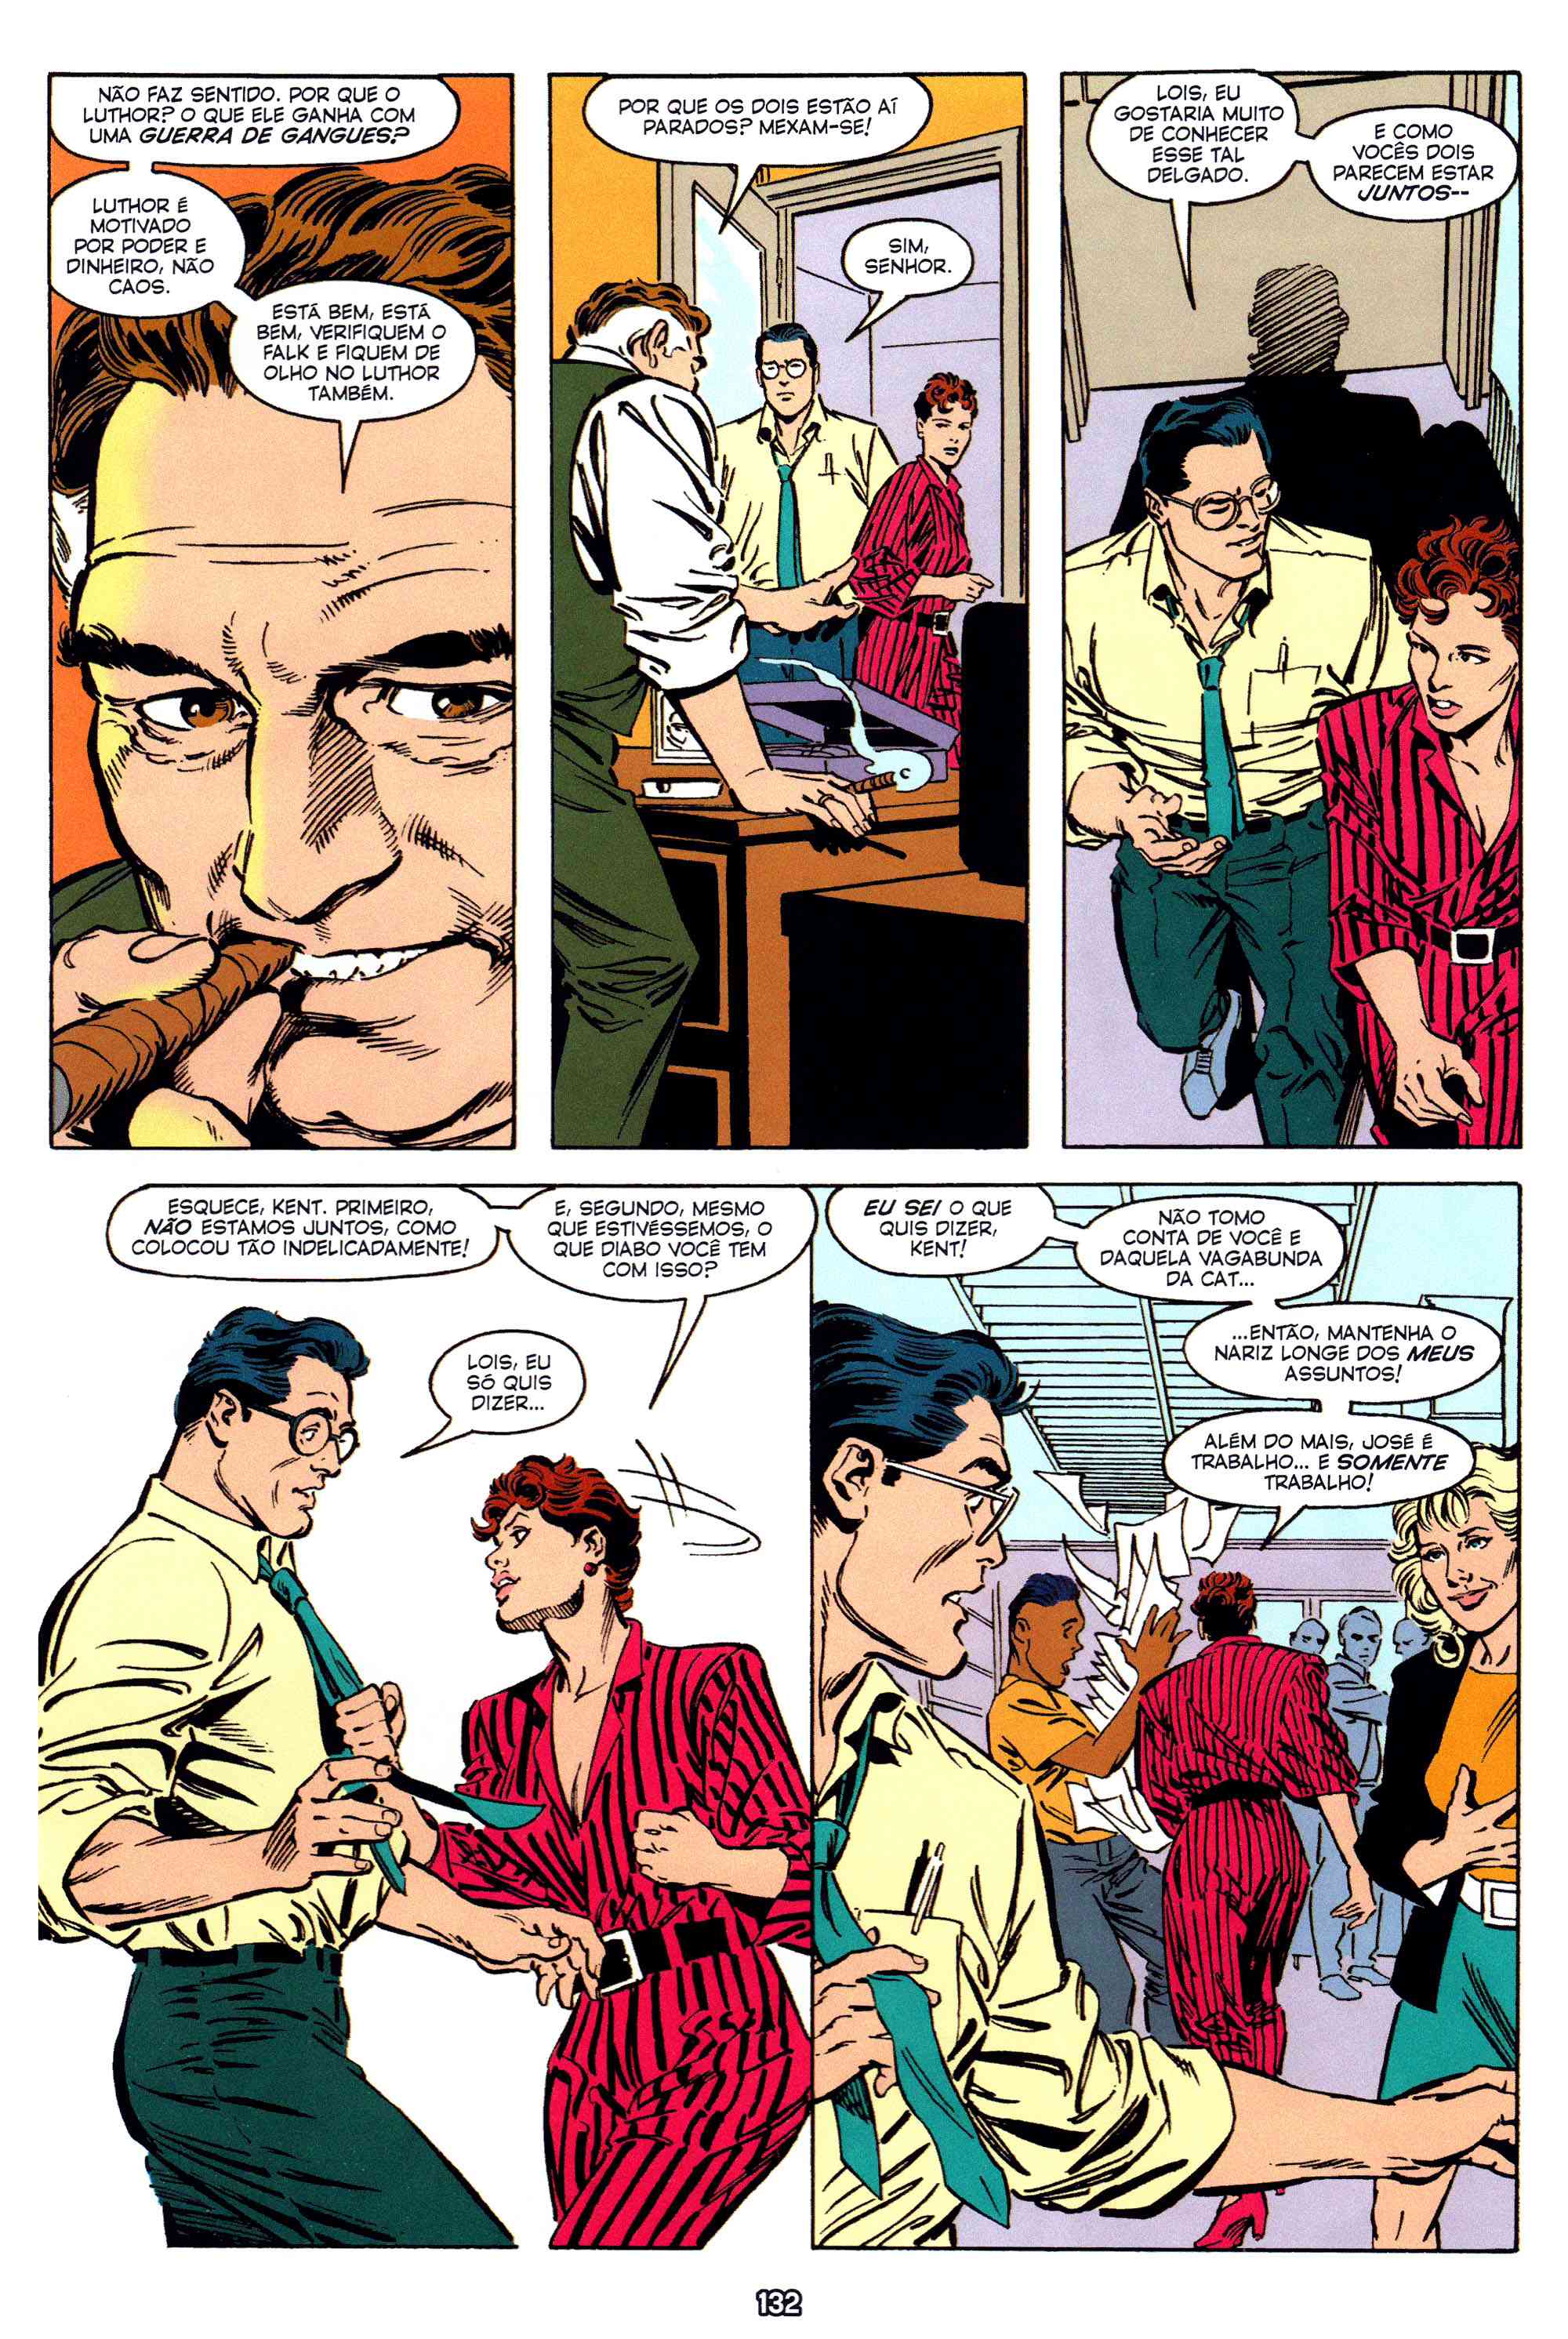 NÃO FAZ SENTIDO. POR QUE O
LUTHOR? O QUE ELE GANHA COM
UMA GUERRA DE GANGUES?
LUTHOR É
MOTIVADO
POR PODER E
DINHEIRO, NÃO
CAOS.
ESTÁ BEM, ESTÁ
BEM, VERIFIQUEM O
FALK E FIQUEM DE
OLHO NO LUTHOR
TAMBÉM.
POR QUE OS DOIS ESTÃO AÍ
PARADOS? MEXAM-SE!
SIM,
SENHOR.
LOIS, EU
GOSTARIA MUITO
DE CONHECER
ESSE TAL
DELGADO.
E COMO
VOCÊS DOIS
PARECEM ESTAR
JUNTOS--
ESQUECE, KENT. PRIMEIRO,
NÃO ESTAMOS JUNTOS, COMO
COLOCOU TÃO INDELICADAMENTE!
E, SEGUNDO, MESMO
QUE ESTIVÉSSEMOS, O
QUE DIABO VOCÊ TEM
COM ISSO?
LOIS, EU
SÓ QUIS
DIZER...
EU SEI O QUE
QUIS DIZER,
KENT!
NÃO TOMO
CONTA DE VOCÊ E
DAQUELA VAGABUNDA
DA CAT...
...ENTÃO, MANTENHA O
NARIZ LONGE DOS MEUS
ASSUNTOS!
ALÉM DO MAIS, JOSÉ É
TRABALHO... E SOMENTE
TRABALHO!
132